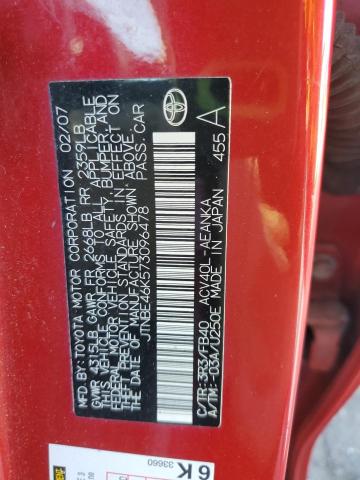 MFD.BY:TOYOTA MOTOR CORPORATION 02/07
GVWR 4315LB GAWR FR 2668LB RR 2359LB
THIS VEHICLE CONFORMS TO ALL APPLICABLE
FEDERAL MOTOR VEHICLE SAFETY, BUMPER, AND
THEFT PREVENTION STANDARDS IN EFFECT ON
THE DATE OF MANUFACTURE SHOWN ABOVE.
JTNBE46KS73096478 PASS.CAR
C/TR:3R3/FB40 ACV40L-AEANKA
A/TM:-03A/U250E MADE IN JAPAN
455 A
6K
33660